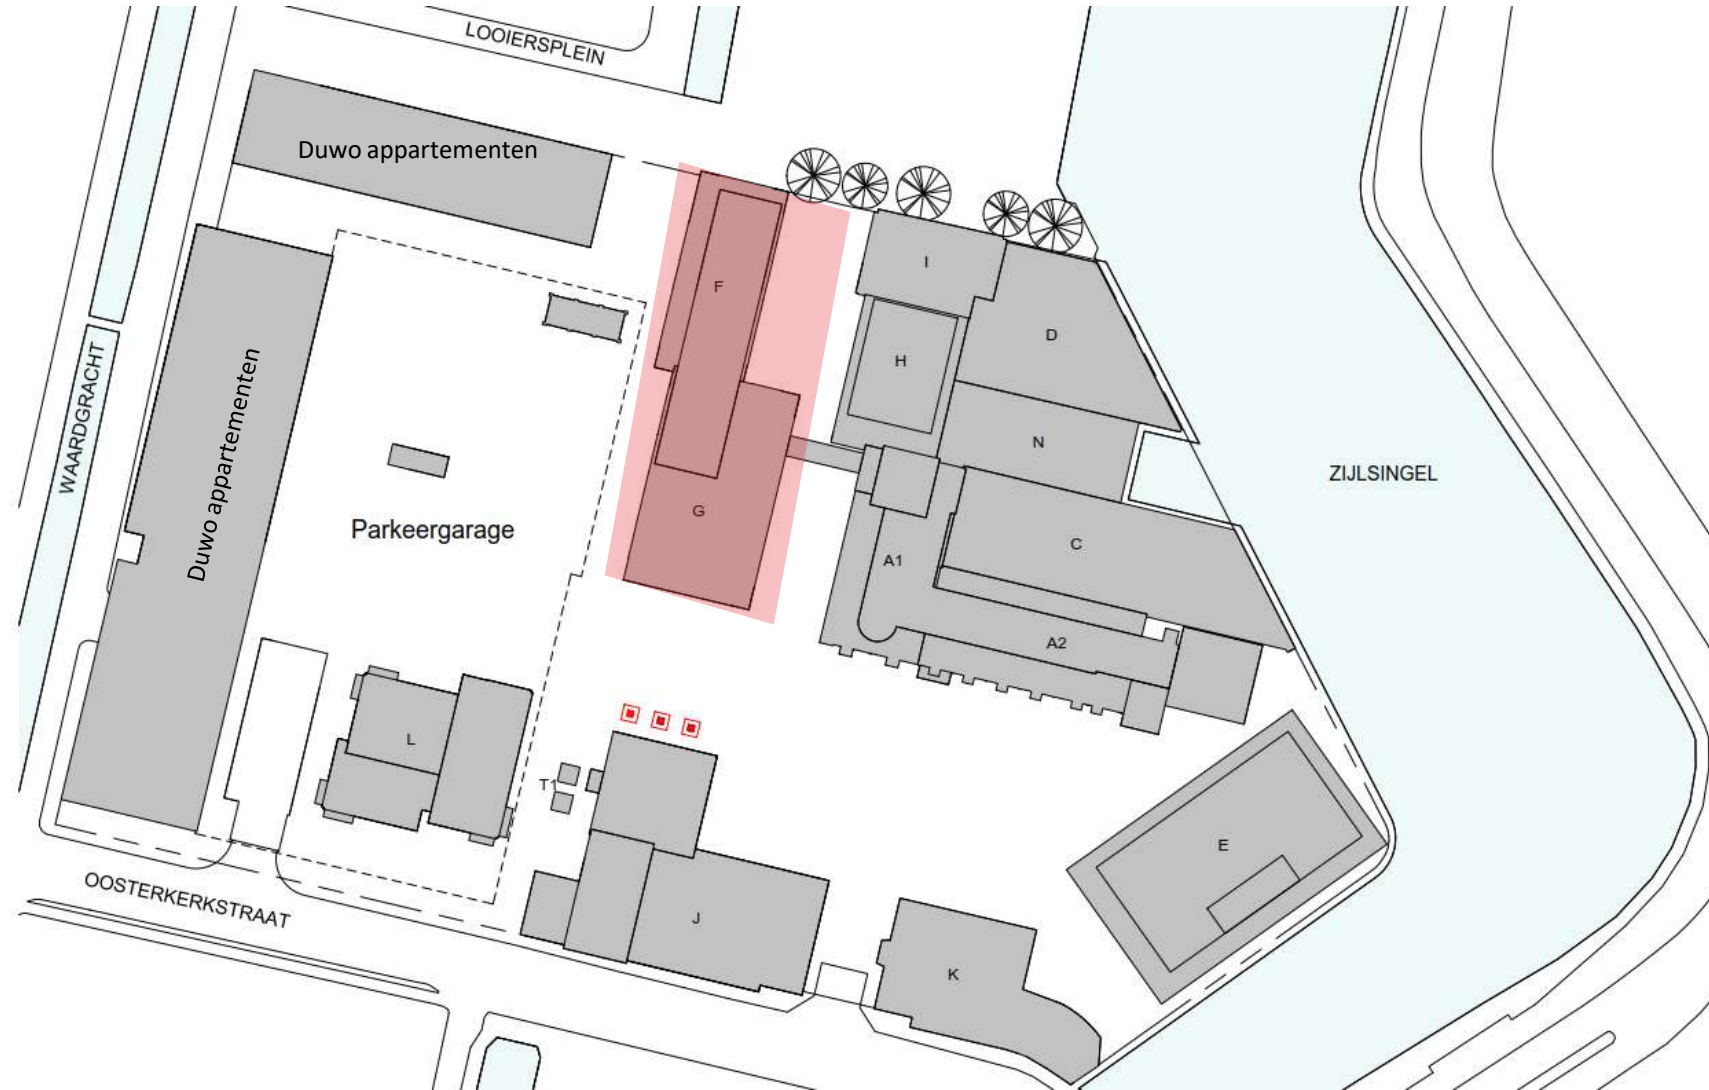 LOOIERSPLEIN
Duwo appartementen
F
I
D
H
WAARDGRACHT
Duwo appartementen
N
ZIJLSINGEL
G
Parkeergarage
C
A1
A2
L
T1
E
OOSTERKERKSTRAAT
J
K